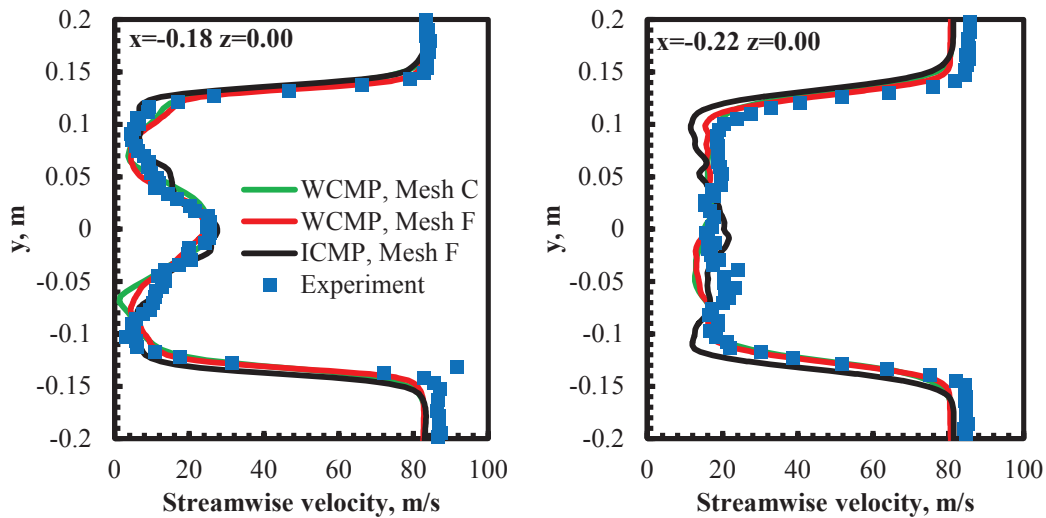 x=-0.18 z=0.00
0.2
0.15
0.1
0.05
0
-0.05
-0.1
-0.15
-0.2
y, m
0 20 40 60 80 100
Streamwise velocity, m/s
WCMP, Mesh C
WCMP, Mesh F
ICMP, Mesh F
Experiment
x=-0.22 z=0.00
0.2
0.15
0.1
0.05
0
-0.05
-0.1
-0.15
-0.2
y, m
0 20 40 60 80 100
Streamwise velocity, m/s